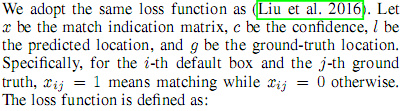 We adopt the same loss function as (Liu et al. 2016). Let
x be the match indication matrix, c be the confidence, l be
the predicted location, and g be the ground-truth location.
Specifically, for the i-th default box and the j-th ground
truth, x_{ij} = 1 means matching while x_{ij} = 0 otherwise.
The loss function is defined as: